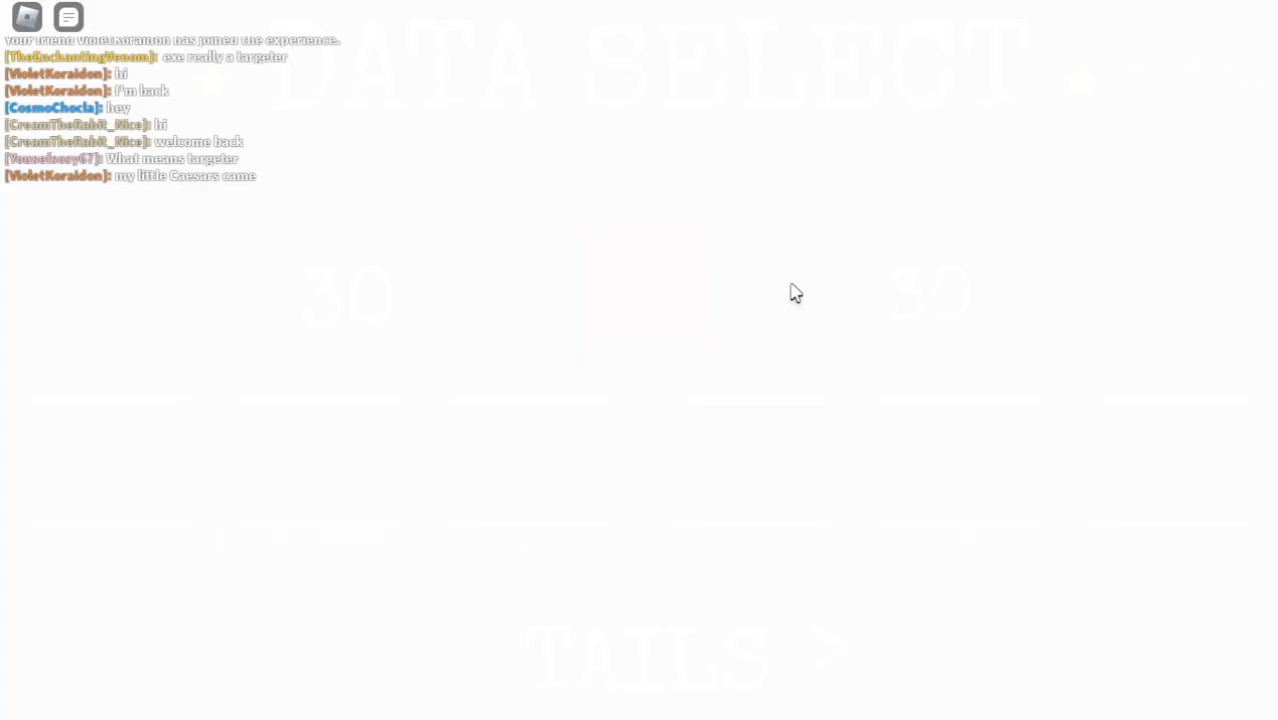 Your friend VioletKoraidon has joined the experience.
[TheEnchantingVenom]: exe really a targeter
[VioletKoraidon]: hi
[VioletKoraidon]: I'm back
[CosmoChocla]: hey
[CreamTheRabit_Nice]: hi
[CreamTheRabit_Nice]: welcome back
What means targeter
[VioletKoraidon]: my little Caesars came
DATA SELECT
30 30
TAILS >